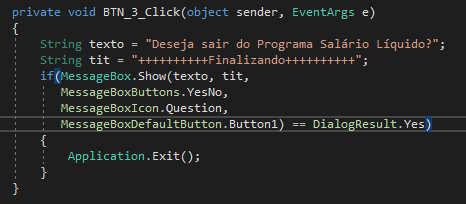 private void BTN_3_Click(object sender, EventArgs e)
{
String texto = "Deseja sair do Programa Salário Líquido?";
String tit = "++++++++++Finalizando++++++++++";
if(MessageBox.Show(texto, tit,
MessageBoxButtons.YesNo,
MessageBoxIcon.Question,
MessageBoxDefaultButton.Button1) == DialogResult.Yes)
{
Application.Exit();
}
}